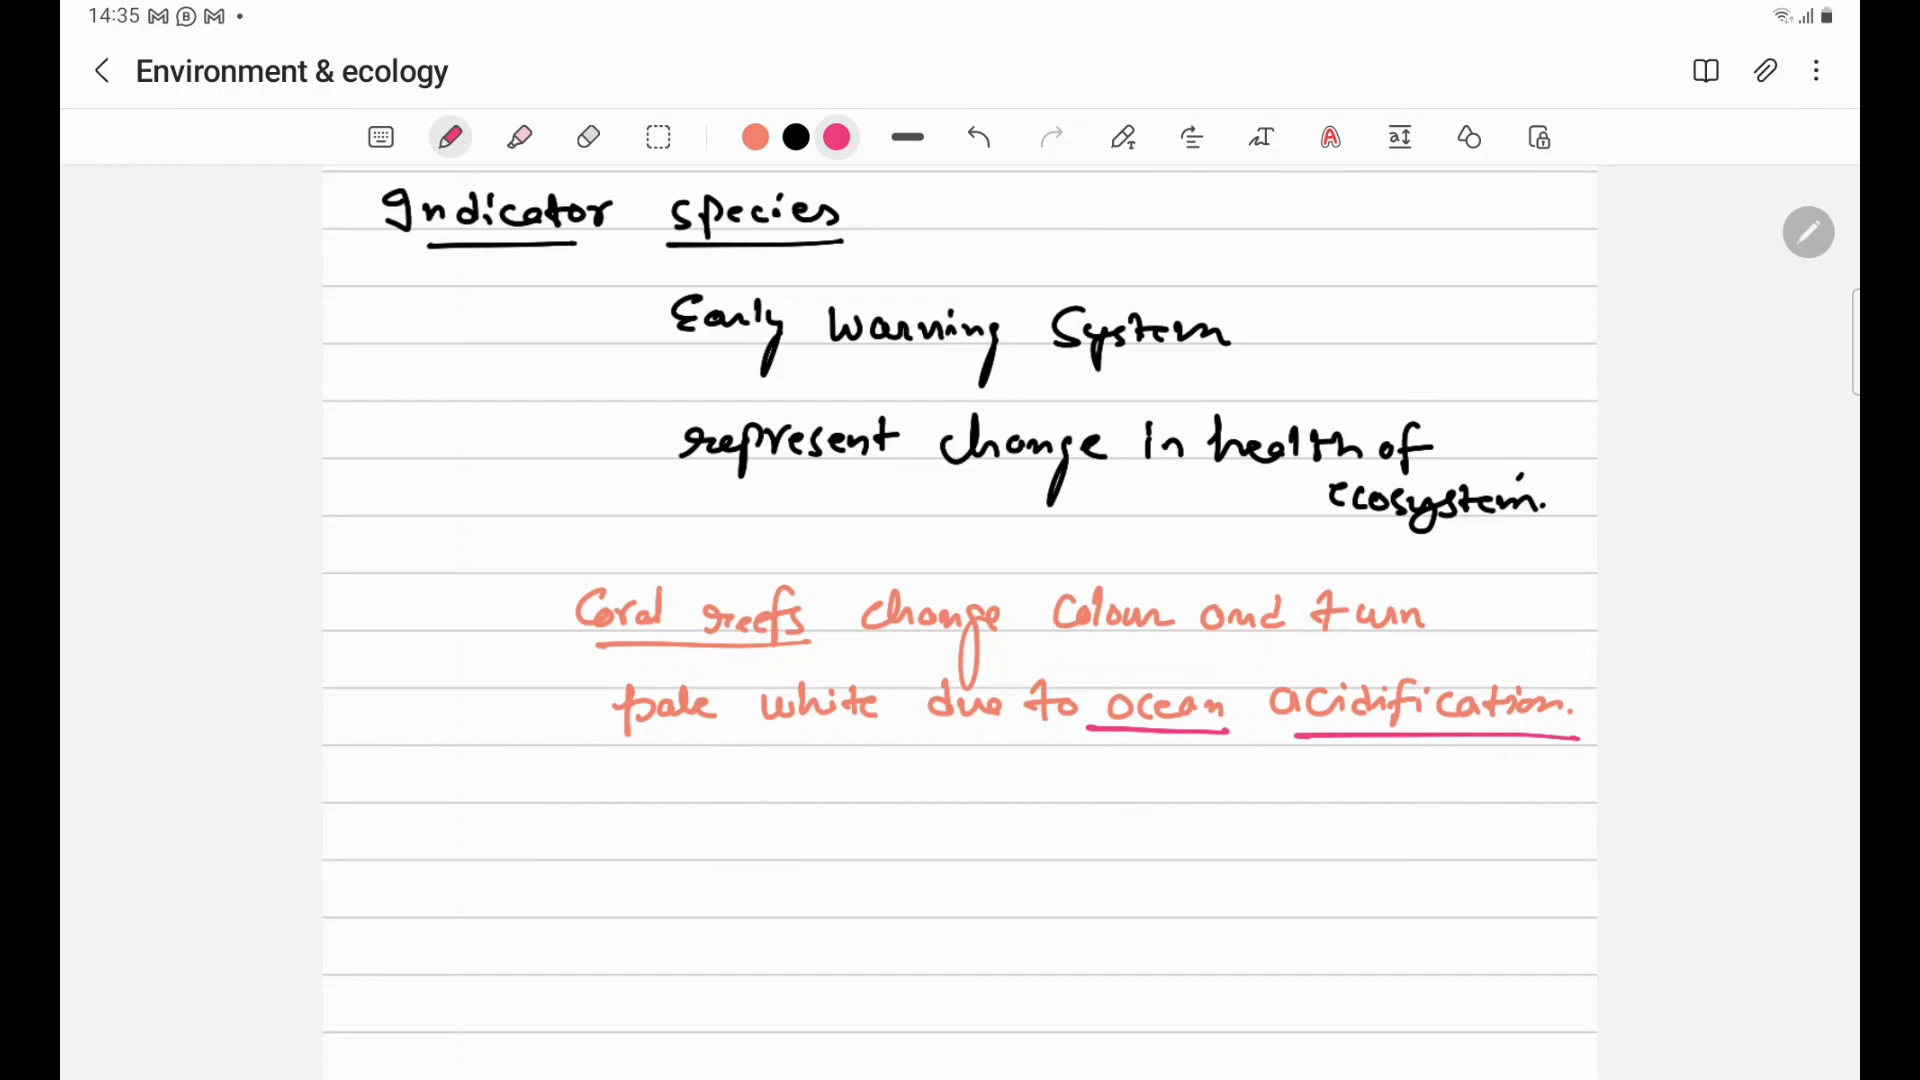 14:35
Environment & ecology
Indicator species
Early Warning System
represent change in health of
ecosystem.
Coral reefs change Colour and turn
pale white due to ocean acidification.